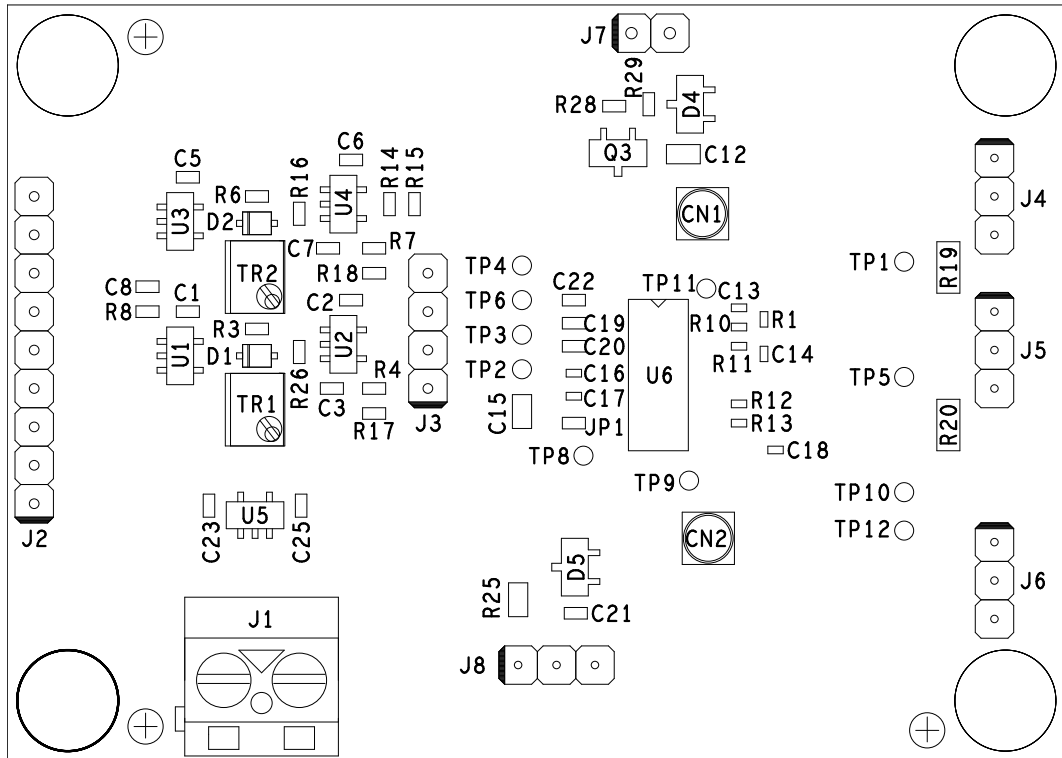 J7
R29
R28
D4
Q3
C12
C6
C5
R16
R14
R15
R6
U4
U3
D2
CN1
J4
C7
R7
TP4
TP1
R19
TR2
R18
C8
TP6
C22
TP11
C13
C2
R8
C1
R10
R1
R3
U2
TP3
C19
U1
D1
C20
R11
C14
J5
R26
TP2
C16
U6
TP5
C3
R4
C17
R12
TR1
C15
R17
J3
JP1
R13
R20
TP8
C18
TP9
TP10
J2
C23
U5
C25
CN2
TP12
D5
J6
R25
J1
C21
J8